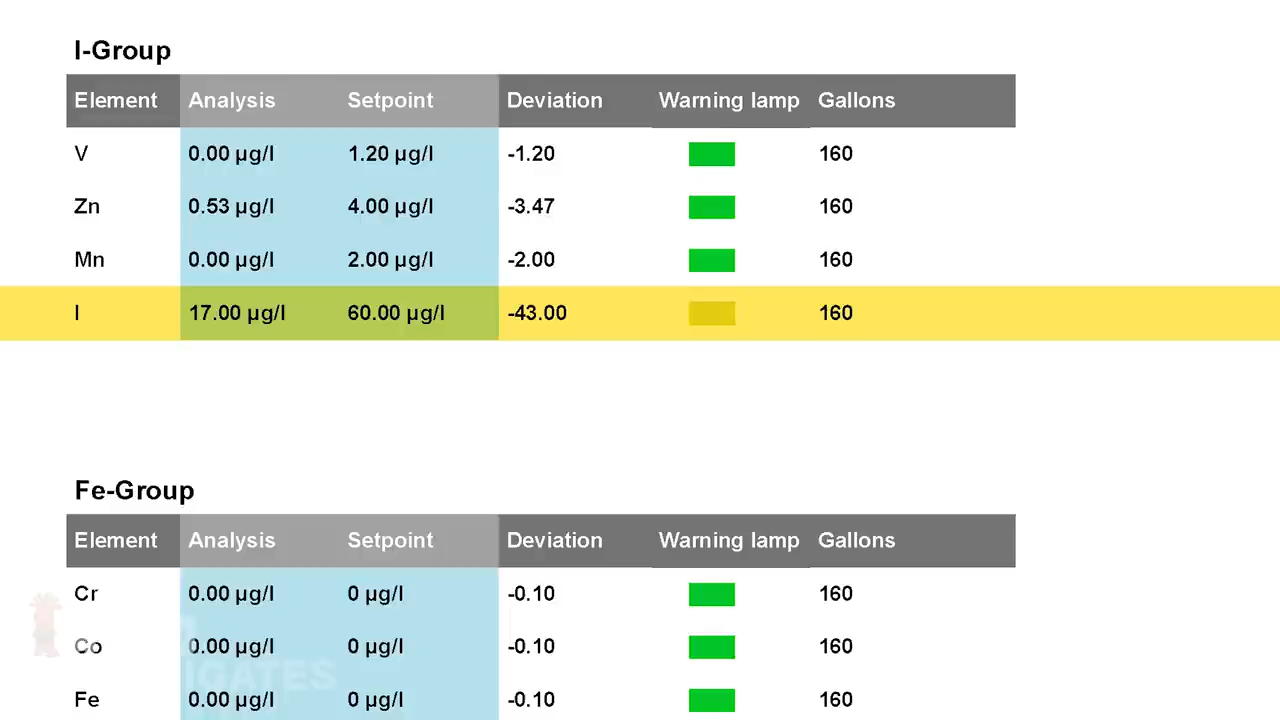 I-Group
Element Analysis Setpoint Deviation Warning lamp Gallons
V 0.00 µg/l 1.20 µg/l -1.20 160
Zn 0.53 µg/l 4.00 µg/l -3.47 160
Mn 0.00 µg/l 2.00 µg/l -2.00 160
I 17.00 µg/l 60.00 µg/l -43.00 160
Fe-Group
Element Analysis Setpoint Deviation Warning lamp Gallons
Cr 0.00 µg/l 0 µg/l -0.10 160
Co 0.00 µg/l 0 µg/l -0.10 160
Fe 0.00 µg/l 0 µg/l -0.10 160